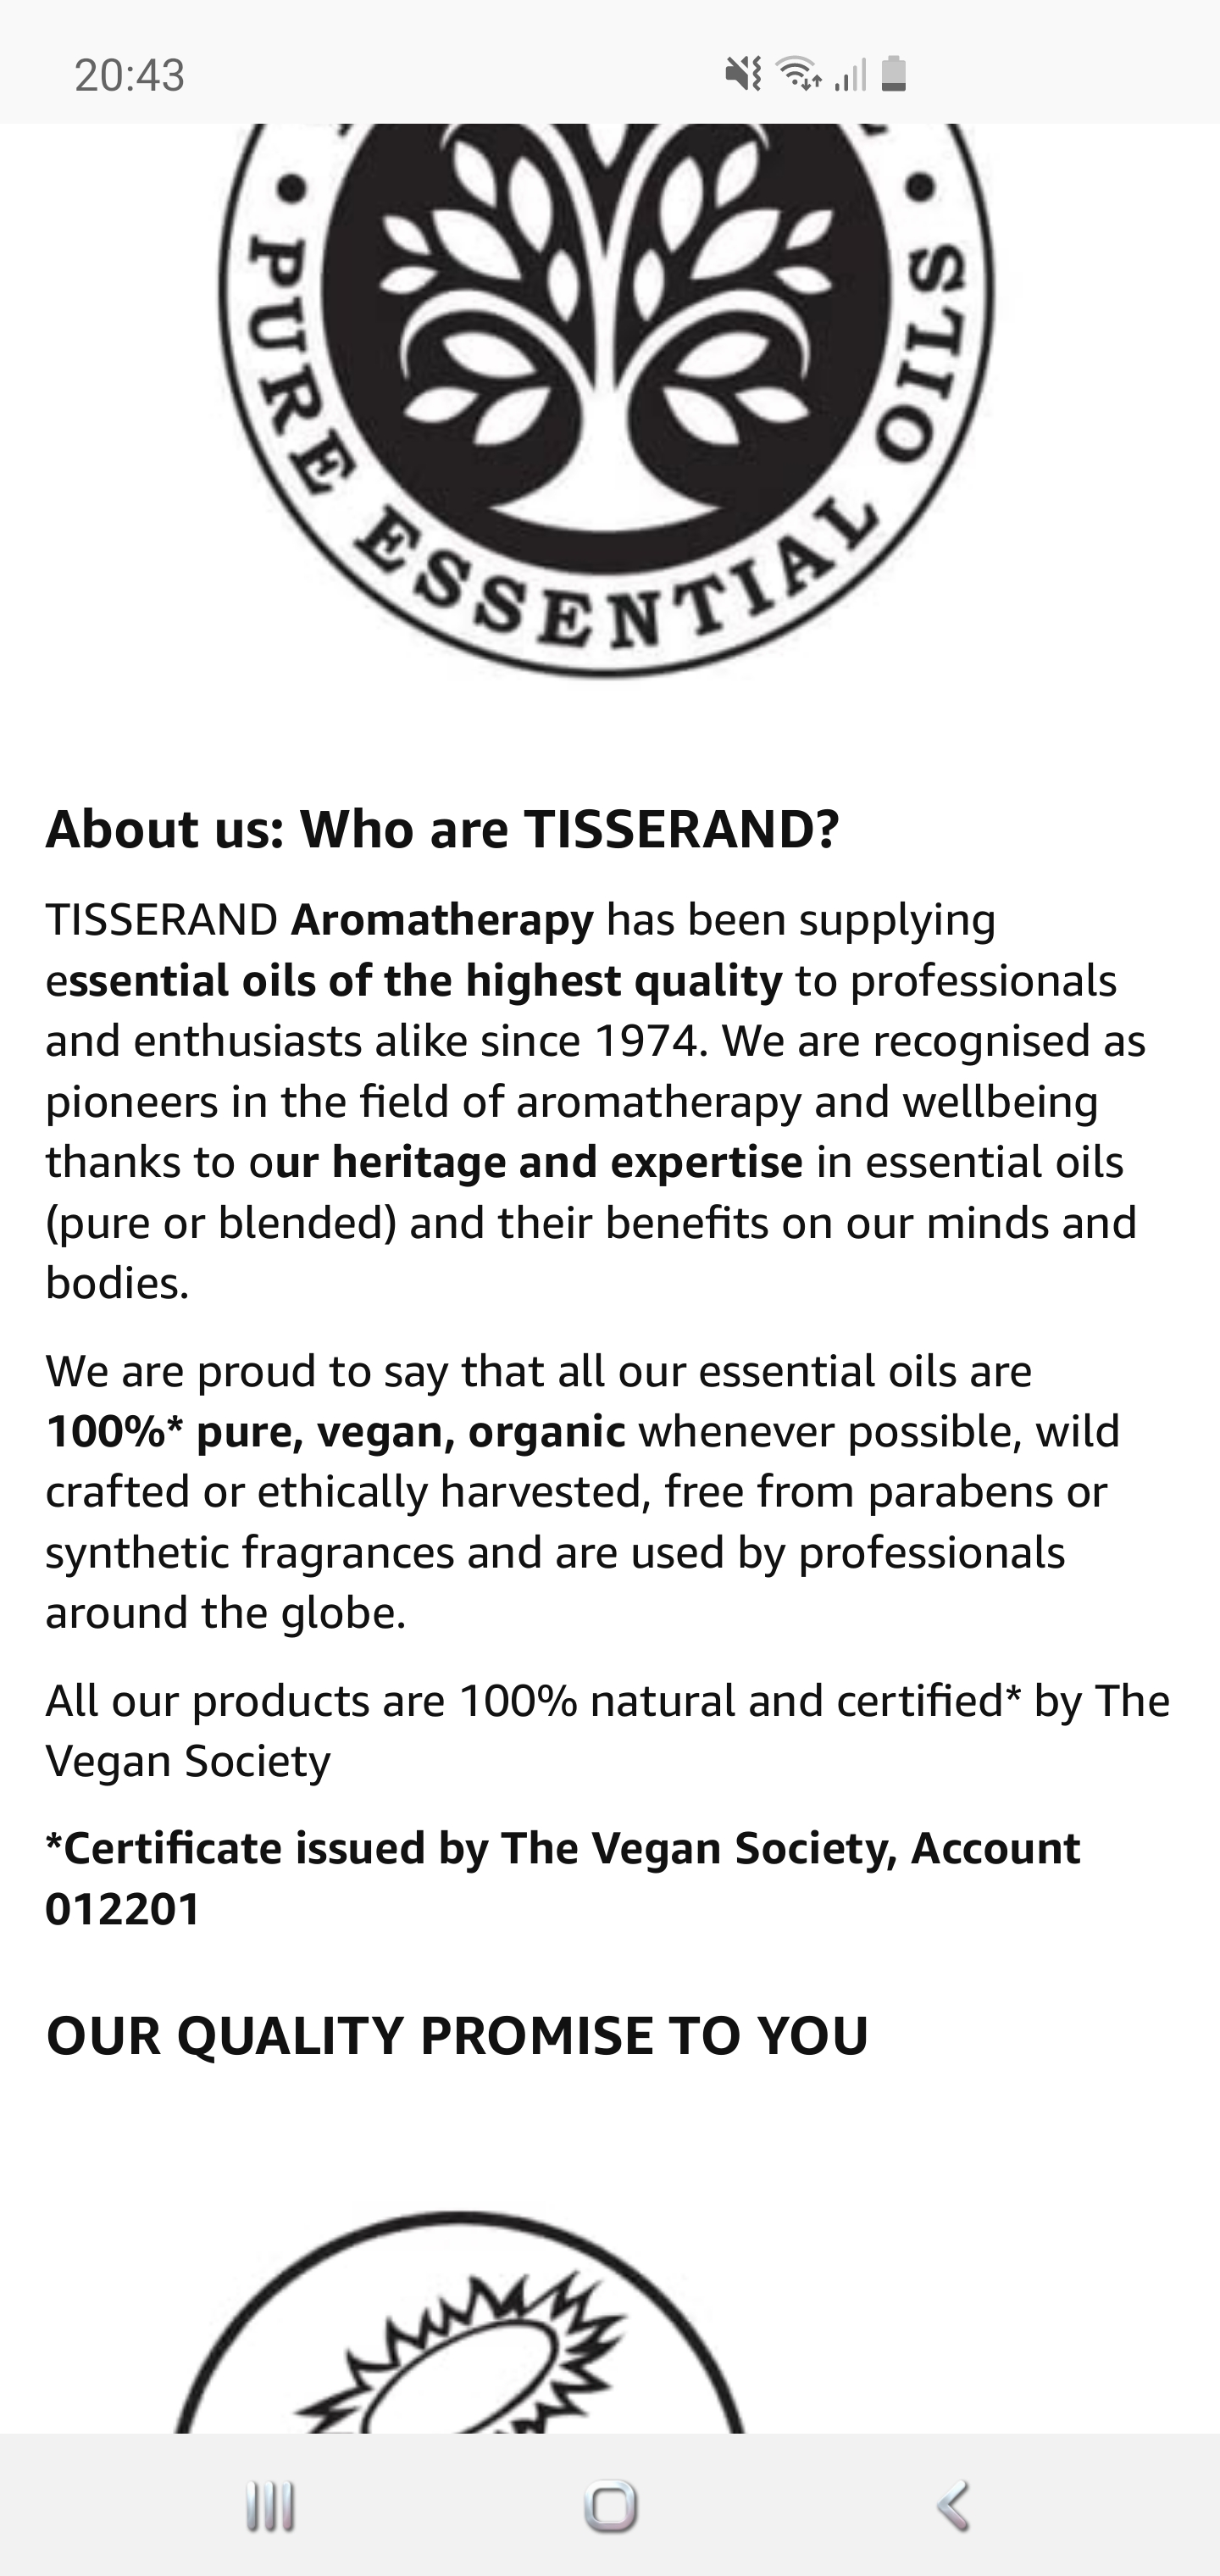 20:43
• PURE ESSENTIAL OILS •
About us: Who are TISSERAND?
TISSERAND Aromatherapy has been supplying
essential oils of the highest quality to professionals
and enthusiasts alike since 1974. We are recognised as
pioneers in the field of aromatherapy and wellbeing
thanks to our heritage and expertise in essential oils
(pure or blended) and their benefits on our minds and
bodies.
We are proud to say that all our essential oils are
100%* pure, vegan, organic whenever possible, wild
crafted or ethically harvested, free from parabens or
synthetic fragrances and are used by professionals
around the globe.
All our products are 100% natural and certified* by The
Vegan Society
*Certificate issued by The Vegan Society, Account
012201
OUR QUALITY PROMISE TO YOU